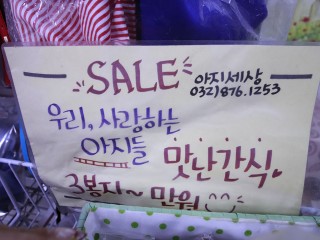 SALE
아지세상
032)876.1253
우리, 사랑하는
아지들
맛난간식
3봉지~ 만원